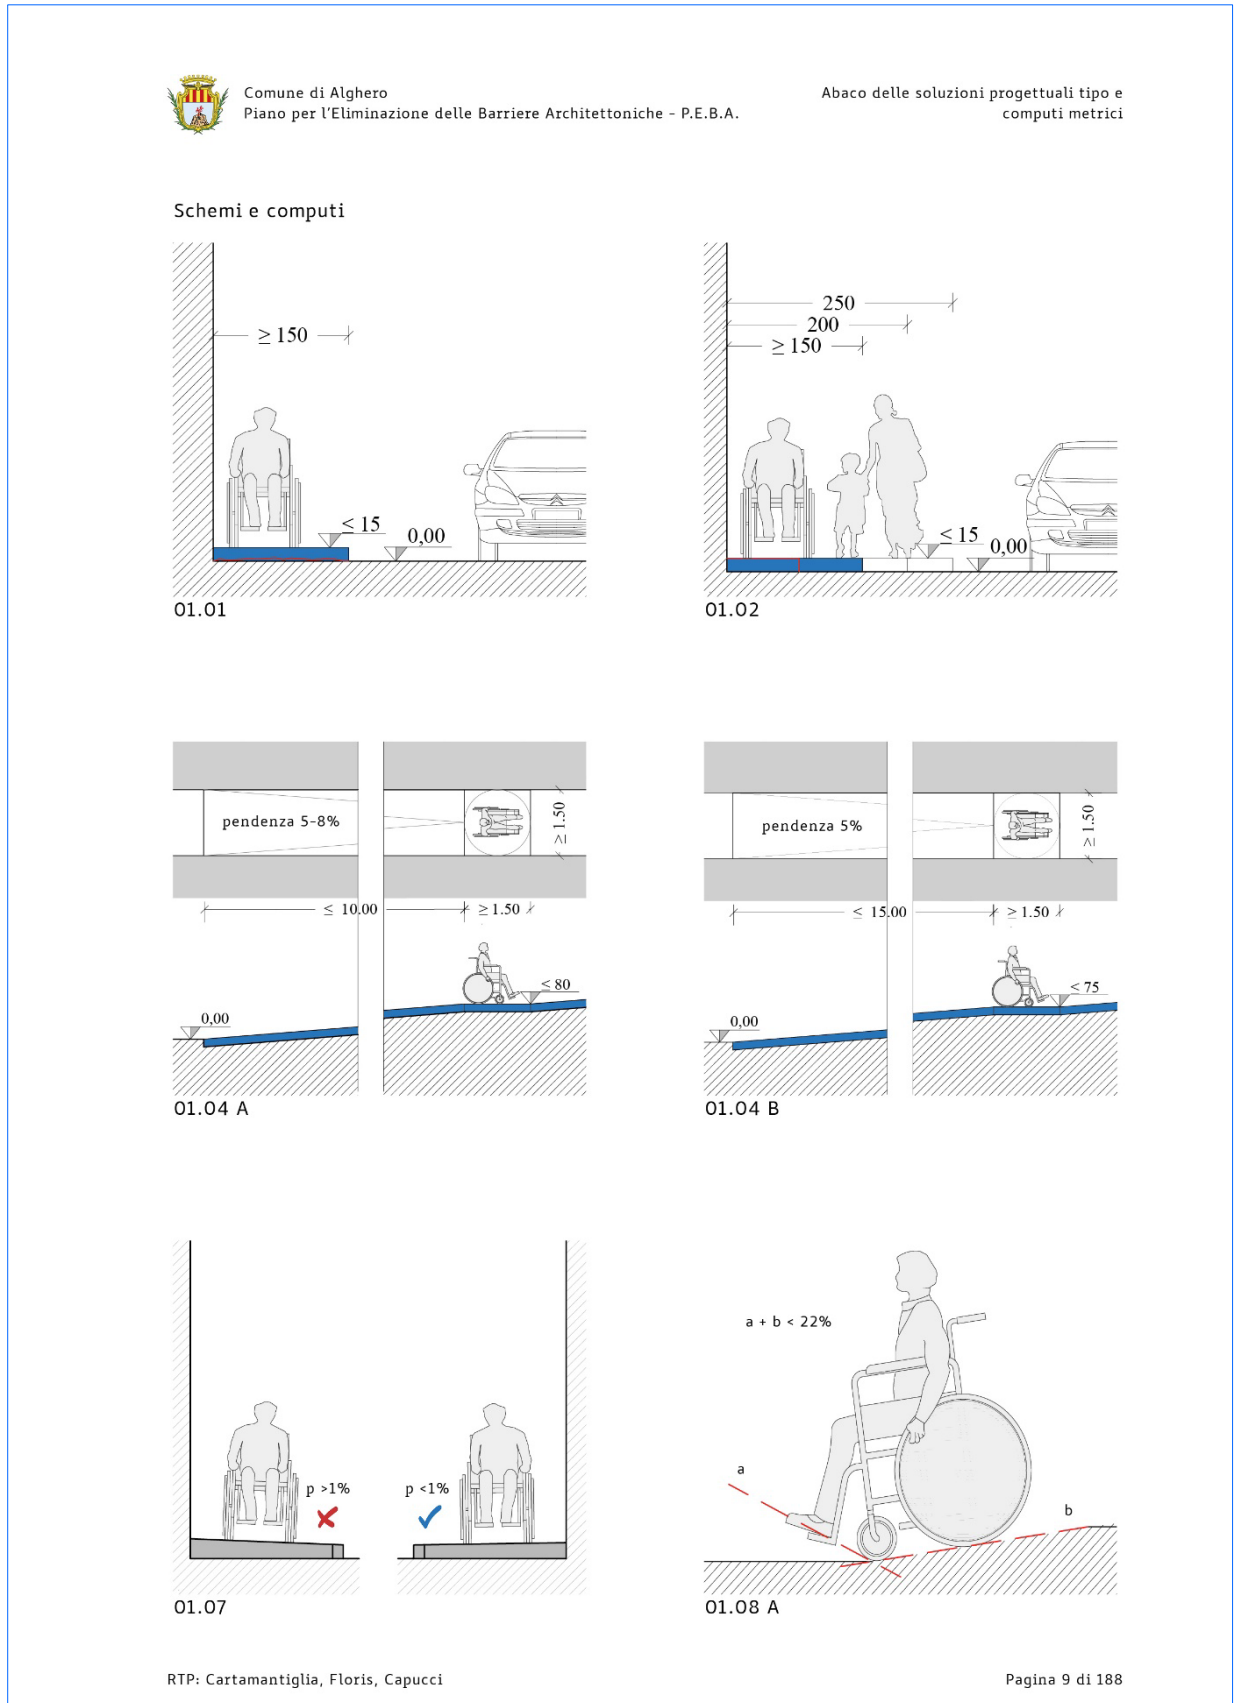 Comune di Alghero
Piano per l'Eliminazione delle Barriere Architettoniche - P.E.B.A.
Abaco delle soluzioni progettuali tipo e
computi metrici
Schemi e computi
≥ 150
< 15
0,00
01.01
250
200
≥ 150
< 15
0,00
01.02
pendenza 5-8%
≥ 1.50
≤ 10.00
≥ 1.50
< 80
0,00
01.04 A
pendenza 5%
≥ 1.50
≤ 15.00
≥ 1.50
< 75
0,00
01.04 B
p >1%
p <1%
01.07
a + b < 22%
a
b
01.08 A
RTP: Cartamantiglia, Floris, Capucci
Pagina 9 di 188